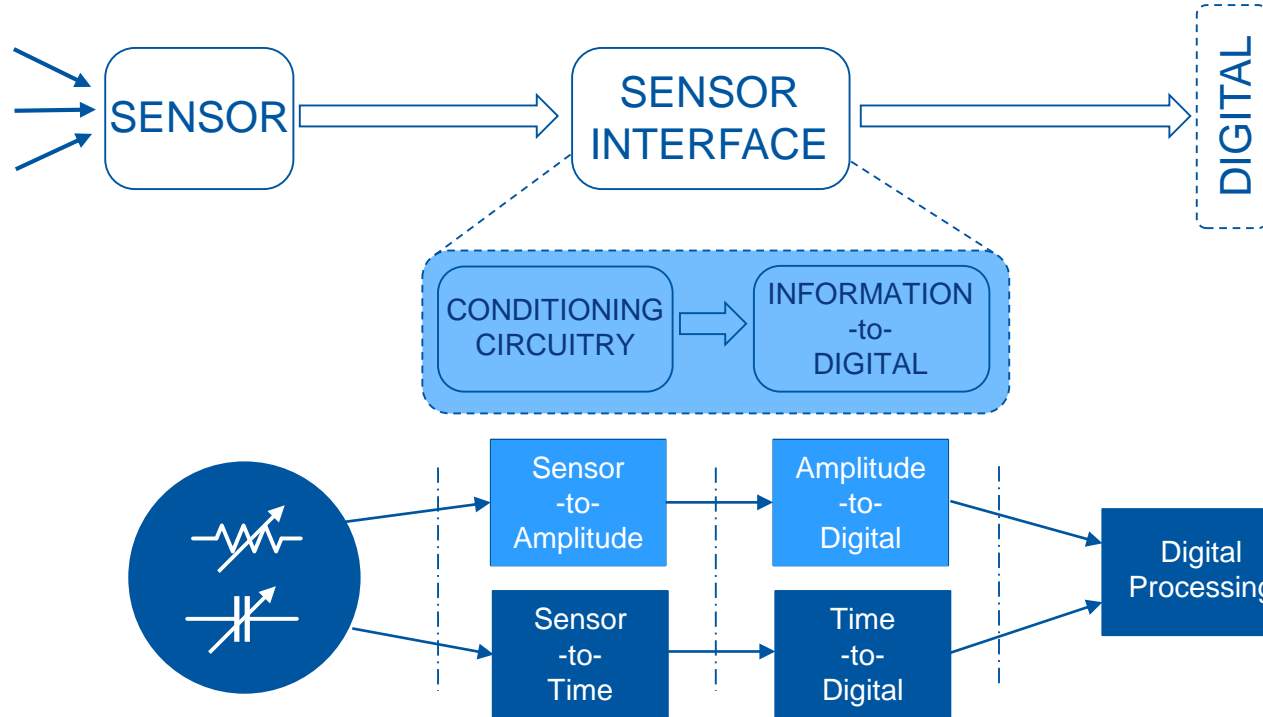 SENSOR
SENSOR
INTERFACE
DIGITAL
CONDITIONING
CIRCUITRY
INFORMATION
-to-
DIGITAL
Sensor
-to-
Amplitude
Amplitude
-to-
Digital
Sensor
-to-
Time
Time
-to-
Digital
Digital
Processing